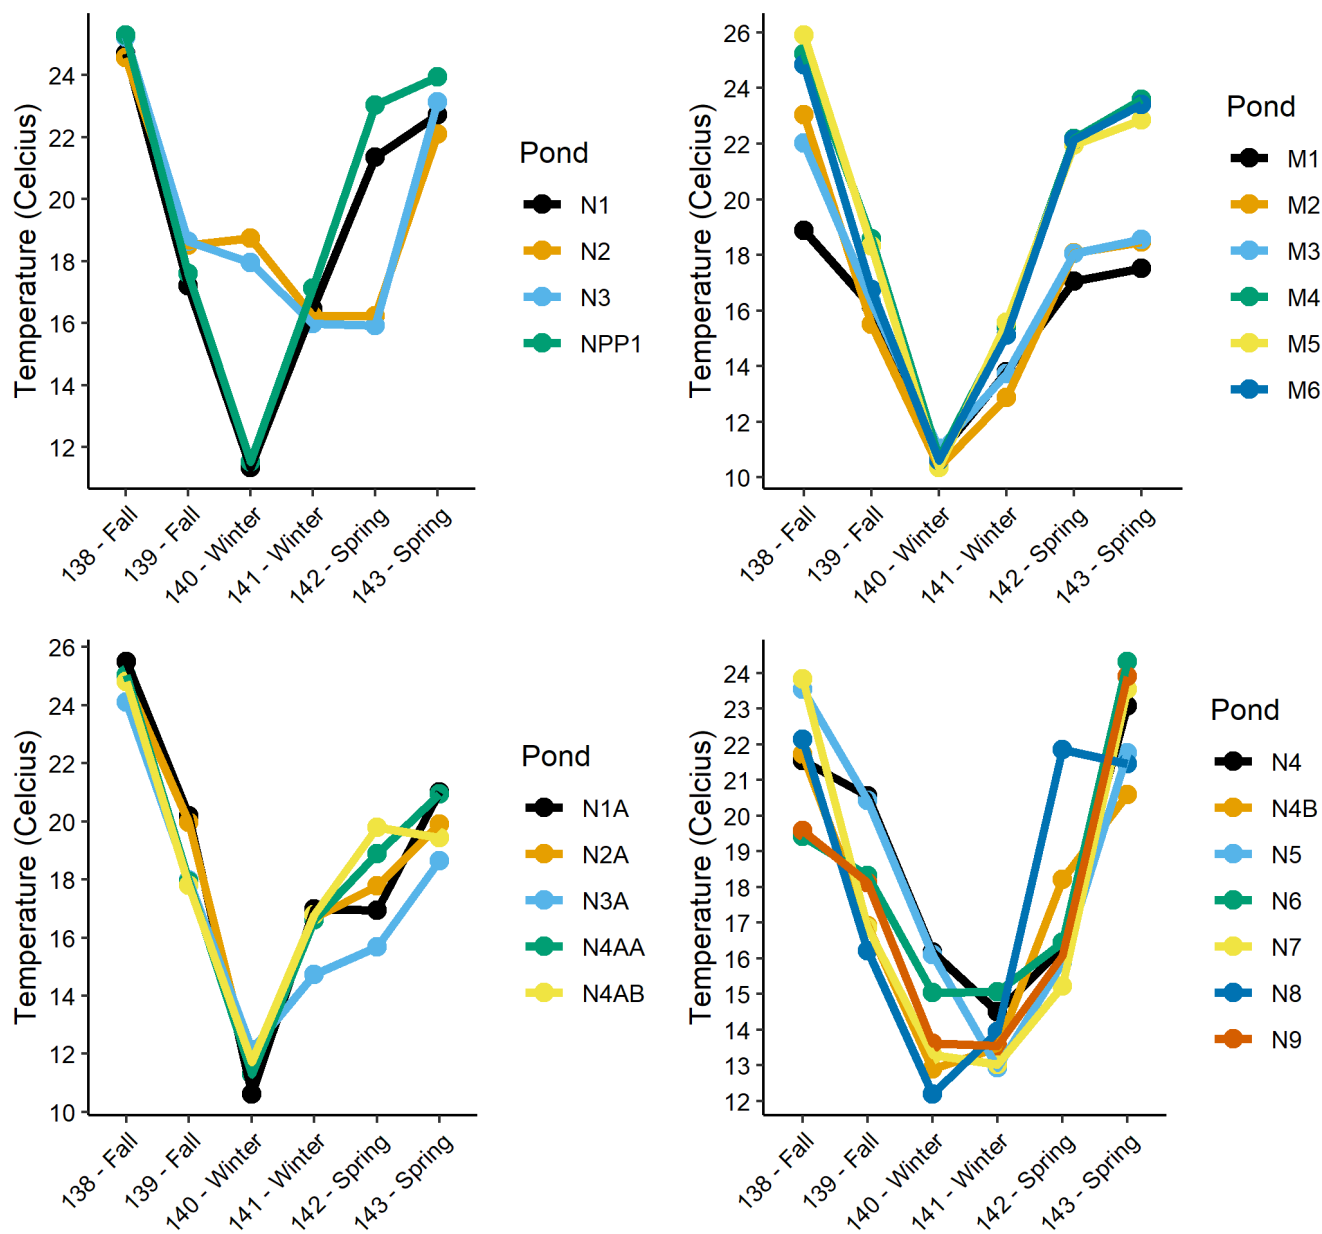 Temperature (Celcius)
24
22
20
18
16
14
12
138 - Fall
139 - Fall
140 - Winter
141 - Winter
142 - Spring
143 - Spring
Pond
N1
N2
N3
NPP1
Temperature (Celcius)
26
24
22
20
18
16
14
12
10
138 - Fall
139 - Fall
140 - Winter
141 - Winter
142 - Spring
143 - Spring
Pond
M1
M2
M3
M4
M5
M6
Temperature (Celcius)
26
24
22
20
18
16
14
12
10
138 - Fall
139 - Fall
140 - Winter
141 - Winter
142 - Spring
143 - Spring
Pond
N1A
N2A
N3A
N4AA
N4AB
Temperature (Celcius)
24
23
22
21
20
19
18
17
16
15
14
13
12
138 - Fall
139 - Fall
140 - Winter
141 - Winter
142 - Spring
143 - Spring
Pond
N4
N4B
N5
N6
N7
N8
N9